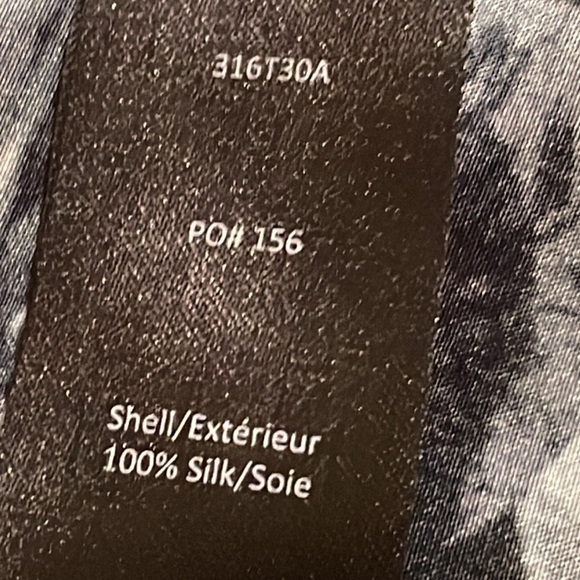 316T30A
PO# 156
Shell/Extérieur
100% Silk/Soie